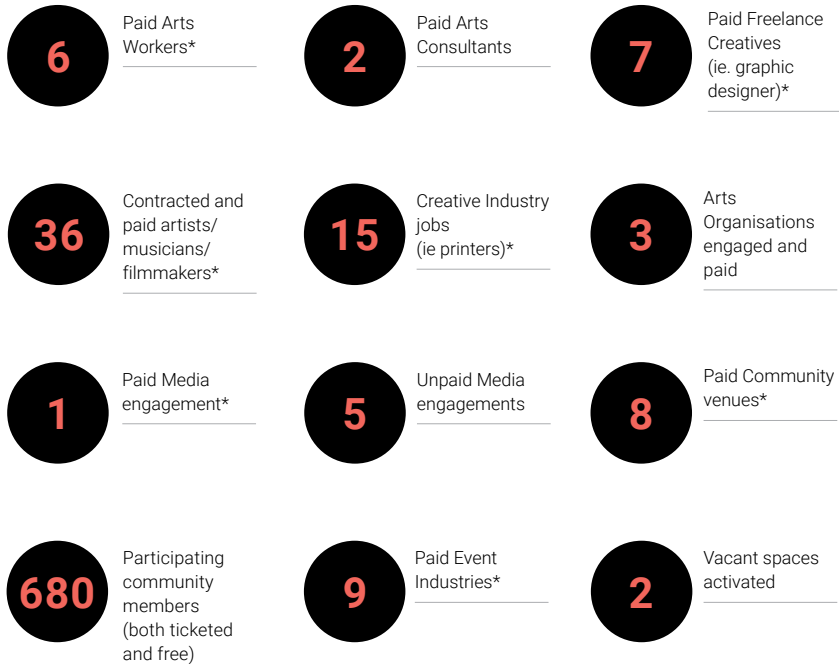 6
Paid Arts
Workers*
2
Paid Arts
Consultants
7
Paid Freelance
Creatives
(ie. graphic
designer)*
36
Contracted and
paid artists/
musicians/
filmmakers*
15
Creative Industry
jobs
(ie printers)*
3
Arts
Organisations
engaged and
paid
1
Paid Media
engagement*
5
Unpaid Media
engagements
8
Paid Community
venues*
680
Participating
community
members
(both ticketed
and free)
9
Paid Event
Industries*
2
Vacant spaces
activated